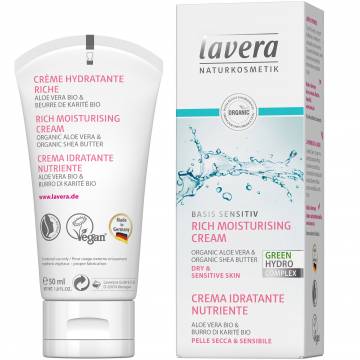 CRÈME HYDRATANTE
RICHE
ALOE VERA BIO &
BEURRE DE KARITÉ BIO
RICH MOISTURISING
CREAM
ORGANIC ALOE VERA &
ORGANIC SHEA BUTTER
CREMA IDRATANTE
NUTRIENTE
ALOE VERA BIO &
BURRO DI KARITÉ BIO
www.lavera.de
Made in
Germany
Vegan
50 ml
lavera
NATURKOSMETIK
ORGANIC
BASIS SENSITIV
RICH MOISTURISING
CREAM
ORGANIC ALOE VERA &
ORGANIC SHEA BUTTER
DRY &
SENSITIVE SKIN
GREEN
HYDRO
COMPLEX
CREMA IDRATANTE
NUTRIENTE
ALOE VERA BIO &
BURRO DI KARITÉ BIO
PELLE SECCA & SENSIBILE